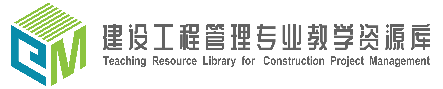 建设工程管理专业教学资源库
Teaching Resource Library for Construction Project Management